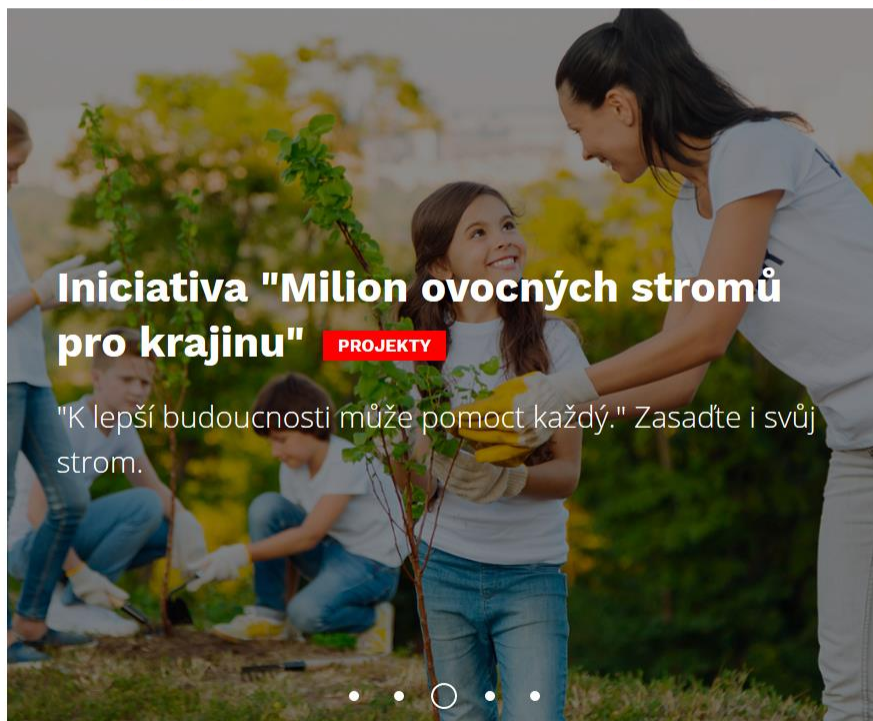 Iniciativa "Milion ovocných stromů
pro krajinu" PROJEKTY
"K lepší budoucnosti může pomoct každý." Zasaďte i svůj
strom.